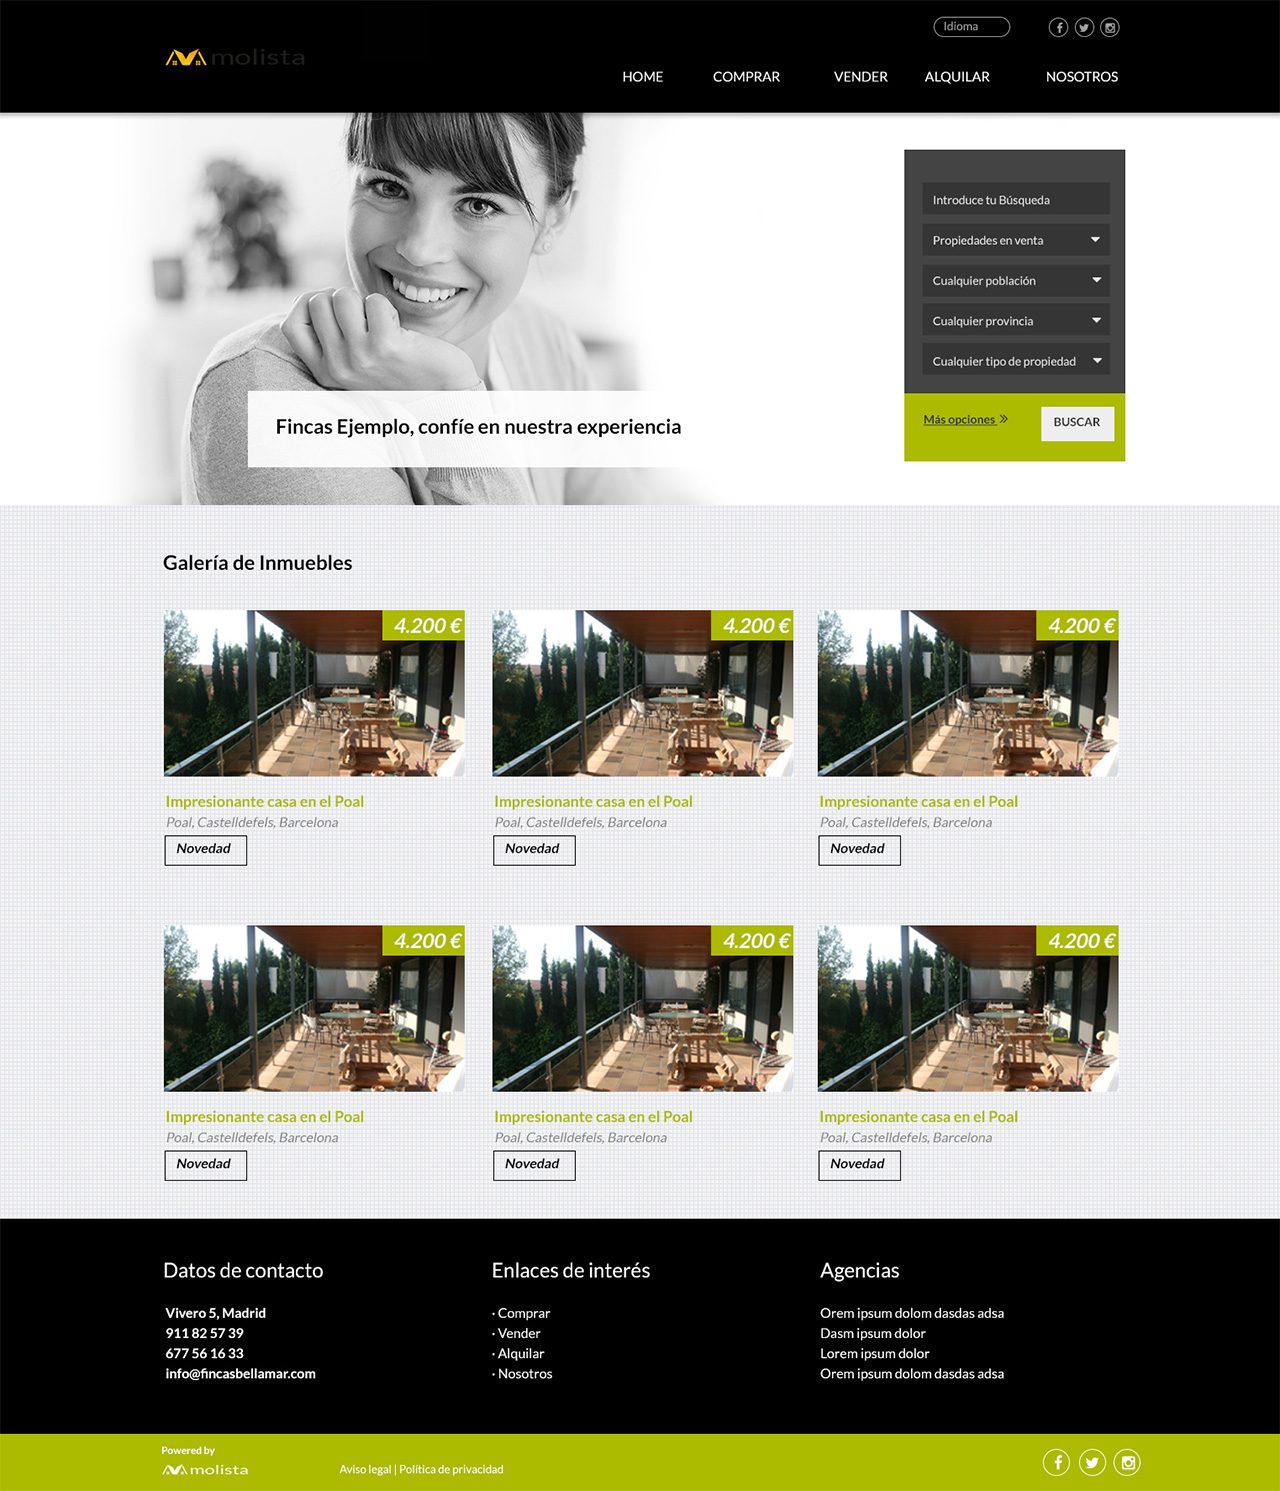 Idioma
molista
HOME COMPRAR VENDER ALQUILAR NOSOTROS
Introduce tu Búsqueda
Propiedades en venta
Cualquier población
Cualquier provincia
Cualquier tipo de propiedad
Más opciones »
BUSCAR
Fincas Ejemplo, confíe en nuestra experiencia
Galería de Inmuebles
4.200 € 4.200 € 4.200 €
Impresionante casa en el Poal Impresionante casa en el Poal Impresionante casa en el Poal
Poal, Castelldefels, Barcelona Poal, Castelldefels, Barcelona Poal, Castelldefels, Barcelona
Novedad Novedad Novedad
4.200 € 4.200 € 4.200 €
Impresionante casa en el Poal Impresionante casa en el Poal Impresionante casa en el Poal
Poal, Castelldefels, Barcelona Poal, Castelldefels, Barcelona Poal, Castelldefels, Barcelona
Novedad Novedad Novedad
Datos de contacto
Vivero 5, Madrid
911 82 57 39
677 56 16 33
info@fincasbellamar.com
Enlaces de interés
· Comprar
· Vender
· Alquilar
· Nosotros
Agencias
Orem ipsum dolom dasdas adsa
Dasm ipsum dolor
Lorem ipsum dolor
Orem ipsum dolom dasdas adsa
Powered by
molista
Aviso legal | Política de privacidad